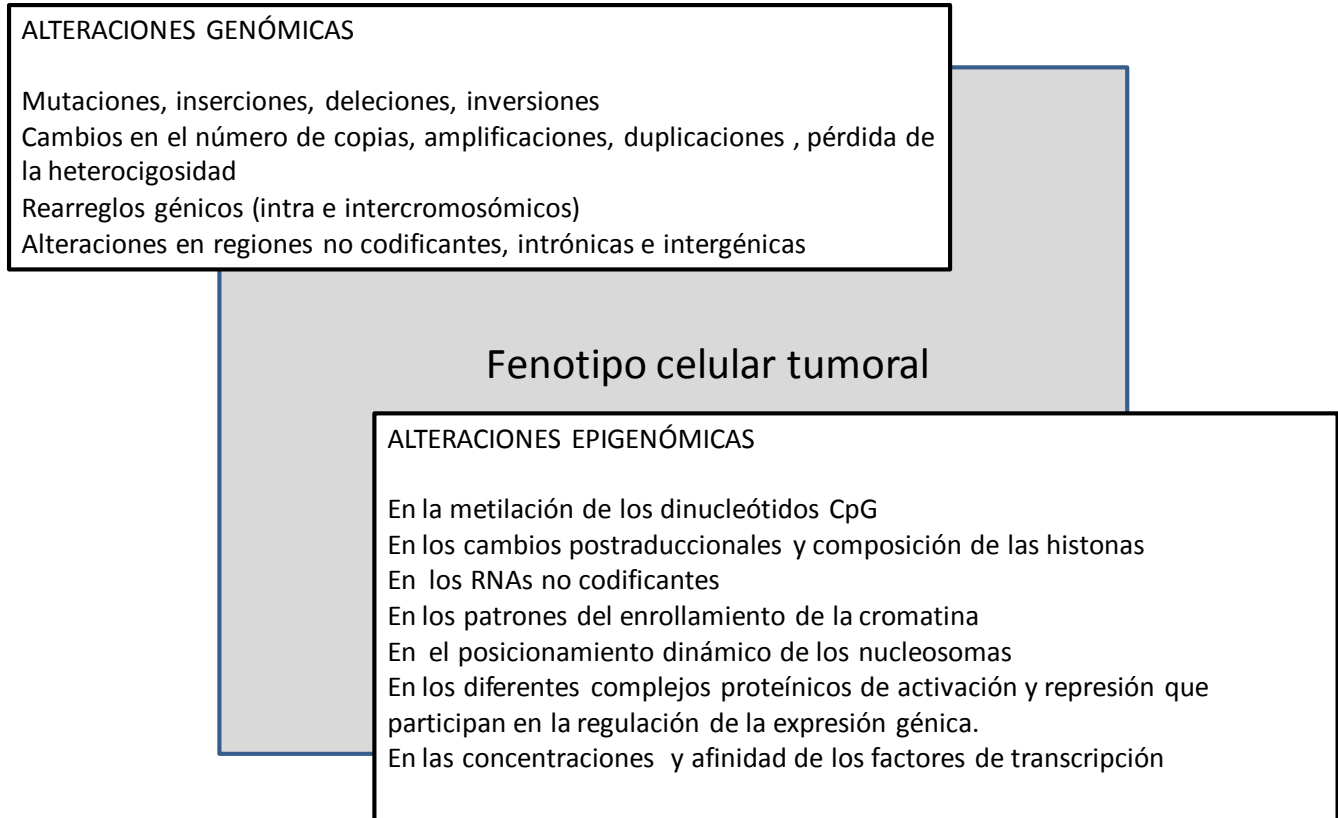 ALTERACIONES GENÓMICAS
Mutaciones, inserciones, deleciones, inversiones
Cambios en el número de copias, amplificaciones, duplicaciones , pérdida de
la heterocigosidad
Rearreglos génicos (intra e intercromosómicos)
Alteraciones en regiones no codificantes, intrónicas e intergénicas
Fenotipo celular tumoral
ALTERACIONES EPIGENÓMICAS
En la metilación de los dinucleótidos CpG
En los cambios postraduccionales y composición de las histonas
En los RNAs no codificantes
En los patrones del enrollamiento de la cromatina
En el posicionamiento dinámico de los nucleosomas
En los diferentes complejos proteínicos de activación y represión que
participan en la regulación de la expresión génica.
En las concentraciones y afinidad de los factores de transcripción